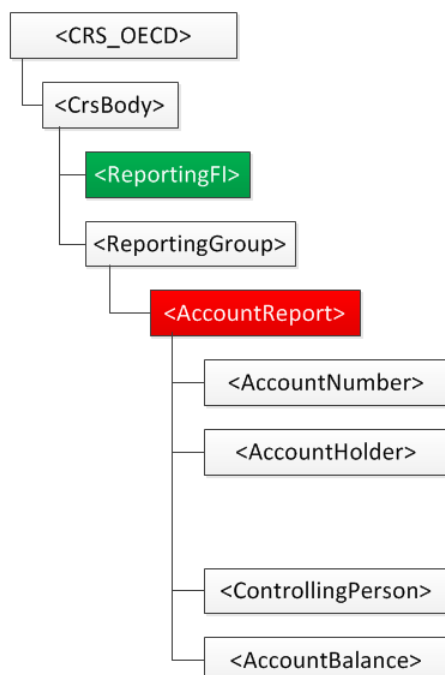 <CRS_OECD>
<CrsBody>
<ReportingFI>
<ReportingGroup>
<AccountReport>
<AccountNumber>
<AccountHolder>
<ControllingPerson>
<AccountBalance>